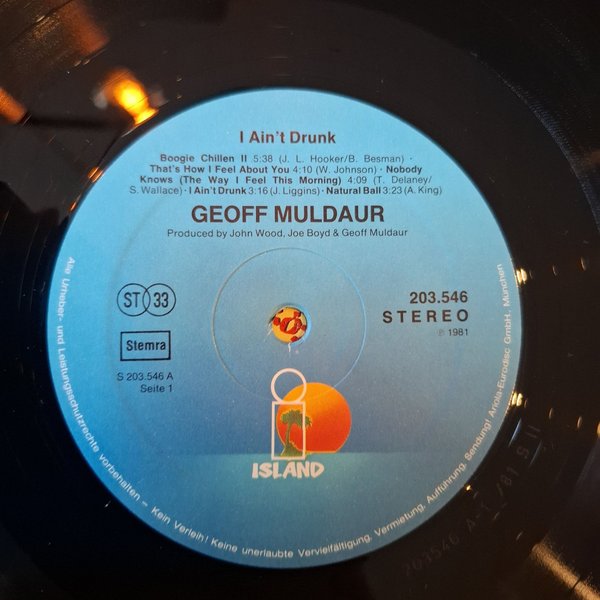 I Ain't Drunk
Boogie Chillen II 5:38 (J. L. Hooker/B. Besman) ·
That's How I Feel About You 4:10 (W. Johnson) · Nobody
Knows (The Way I Feel This Morning) 4:09 (T. Delaney/
S. Wallace) · I Ain't Drunk 3:16 (J. Liggins) · Natural Ball 3:23 (A. King)
GEOFF MULDAUR
Produced by John Wood, Joe Boyd & Geoff Muldaur
ST 33
203.546
STEREO
℗ 1981
Stemra
S 203.546 A
Seite 1
ISLAND
Alle Urheber- und Leistungsschutzrechte vorbehalten – Kein Verleih! Keine unerlaubte Vervielfältigung, Vermietung, Aufführung, Sendung! Ariola-Eurodisc GmbH, München